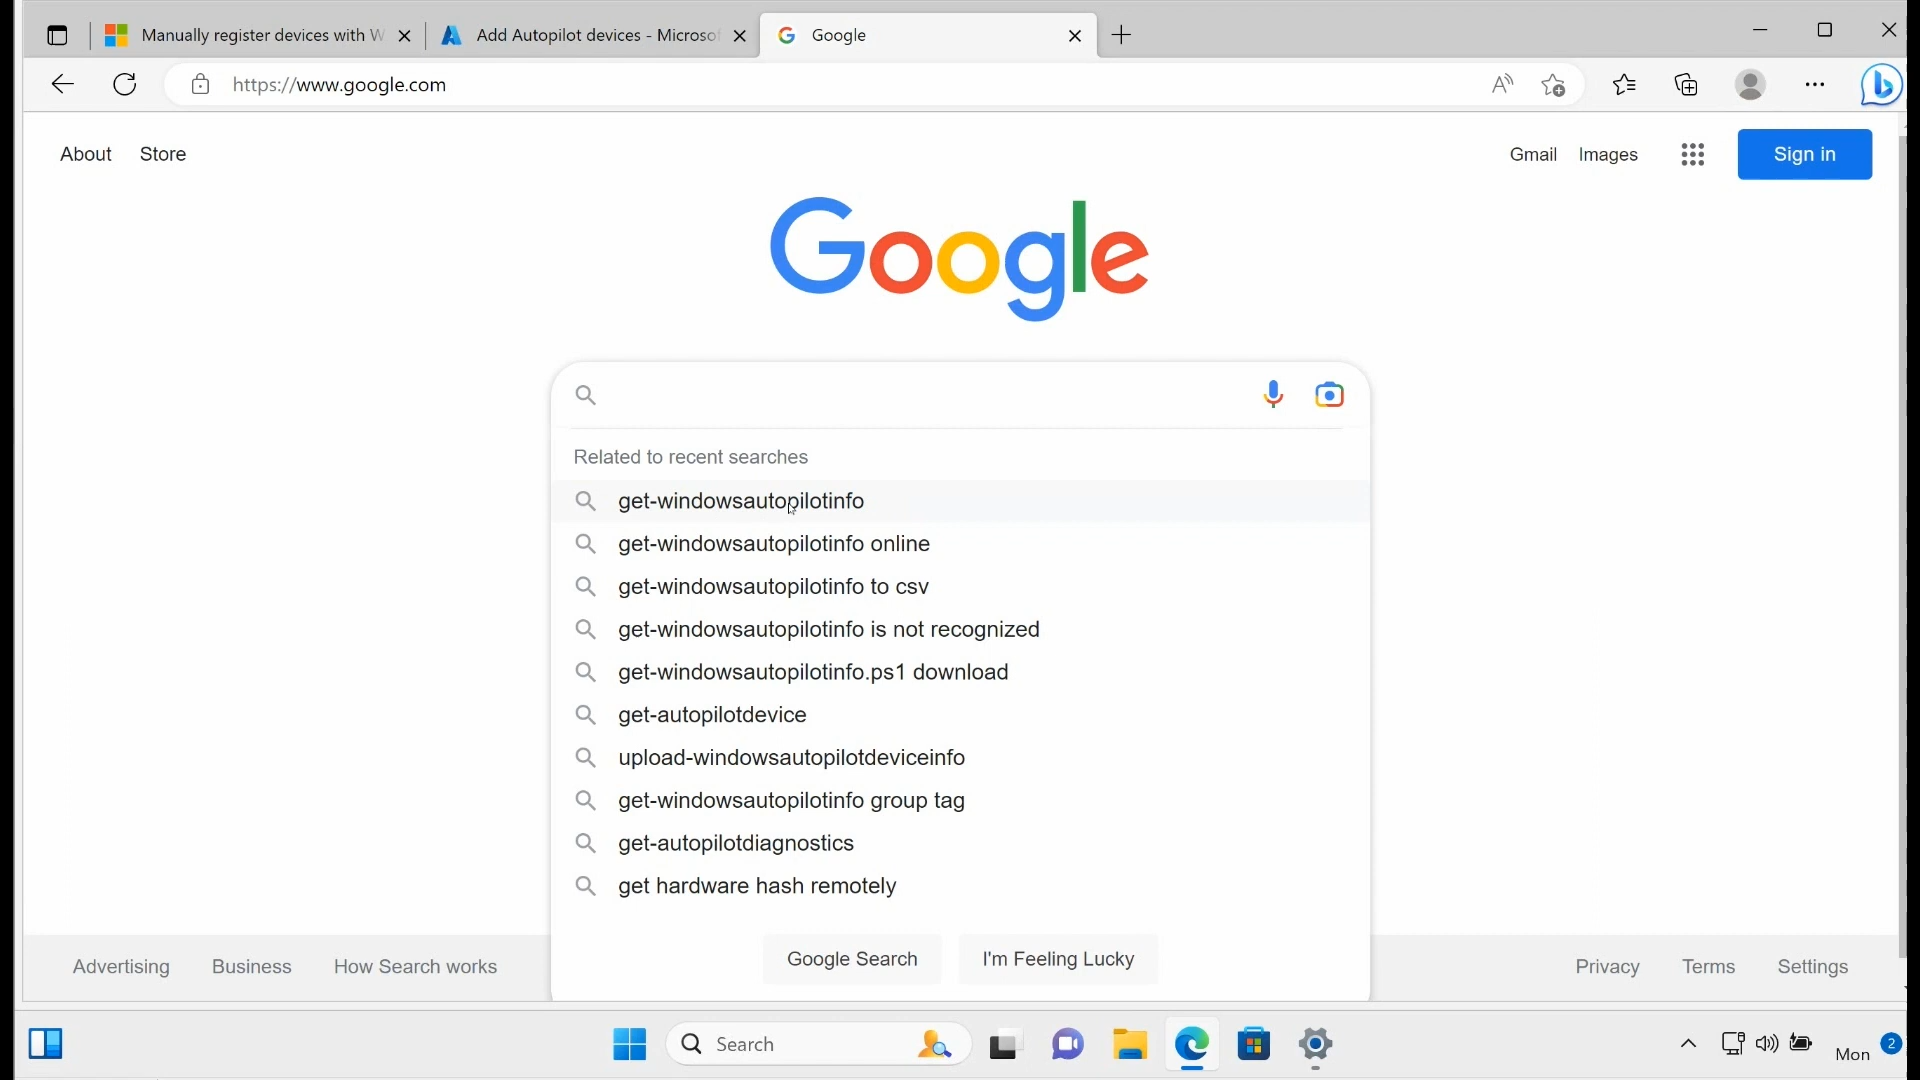 Manually register devices with W
Add Autopilot devices - Microsof
Google
https://www.google.com
About Store
Gmail Images
Sign in
Google
Related to recent searches
get-windowsautopilotinfo
get-windowsautopilotinfo online
get-windowsautopilotinfo to csv
get-windowsautopilotinfo is not recognized
get-windowsautopilotinfo.ps1 download
get-autopilotdevice
upload-windowsautopilotdeviceinfo
get-windowsautopilotinfo group tag
get-autopilotdiagnostics
get hardware hash remotely
Google Search I'm Feeling Lucky
Advertising Business How Search works
Privacy Terms Settings
Search
Mon 2